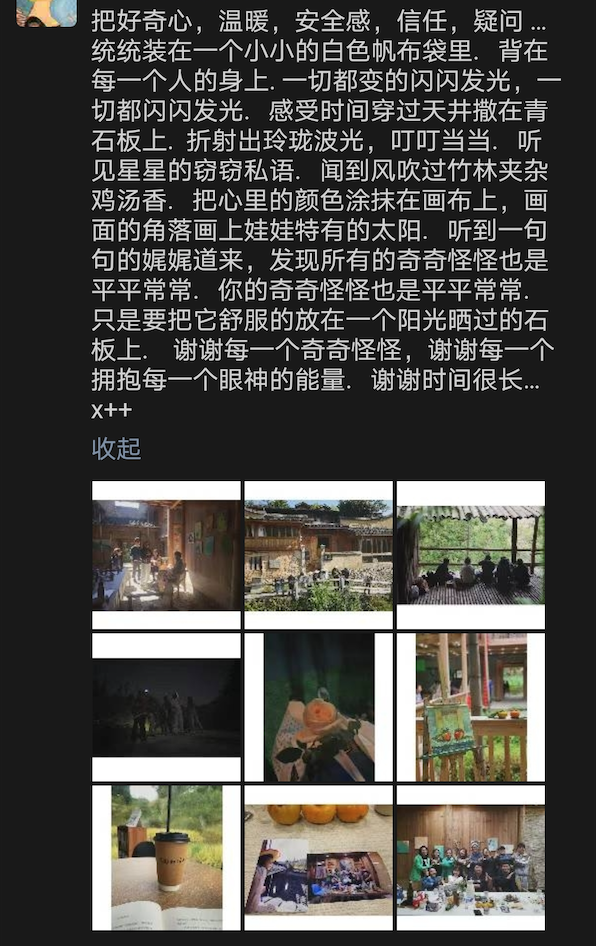 把好奇心，温暖，安全感，信任，疑问 ...
统统装在一个小小的白色帆布袋里. 背在
每一个人的身上. 一切都变的闪闪发光，一
切都闪闪发光. 感受时间穿过天井撒在青
石板上. 折射出玲珑波光，叮叮当当. 听
见星星的窃窃私语. 闻到风吹过竹林夹杂
鸡汤香. 把心里的颜色涂抹在画布上，画
面的角落画上娃娃特有的太阳. 听到一句
句的娓娓道来，发现所有的奇奇怪怪也是
平平常常. 你的奇奇怪怪也是平平常常.
只是要把它舒服的放在一个阳光晒过的石
板上. 谢谢每一个奇奇怪怪，谢谢每一个
拥抱每一个眼神的能量. 谢谢时间很长...
x++
收起